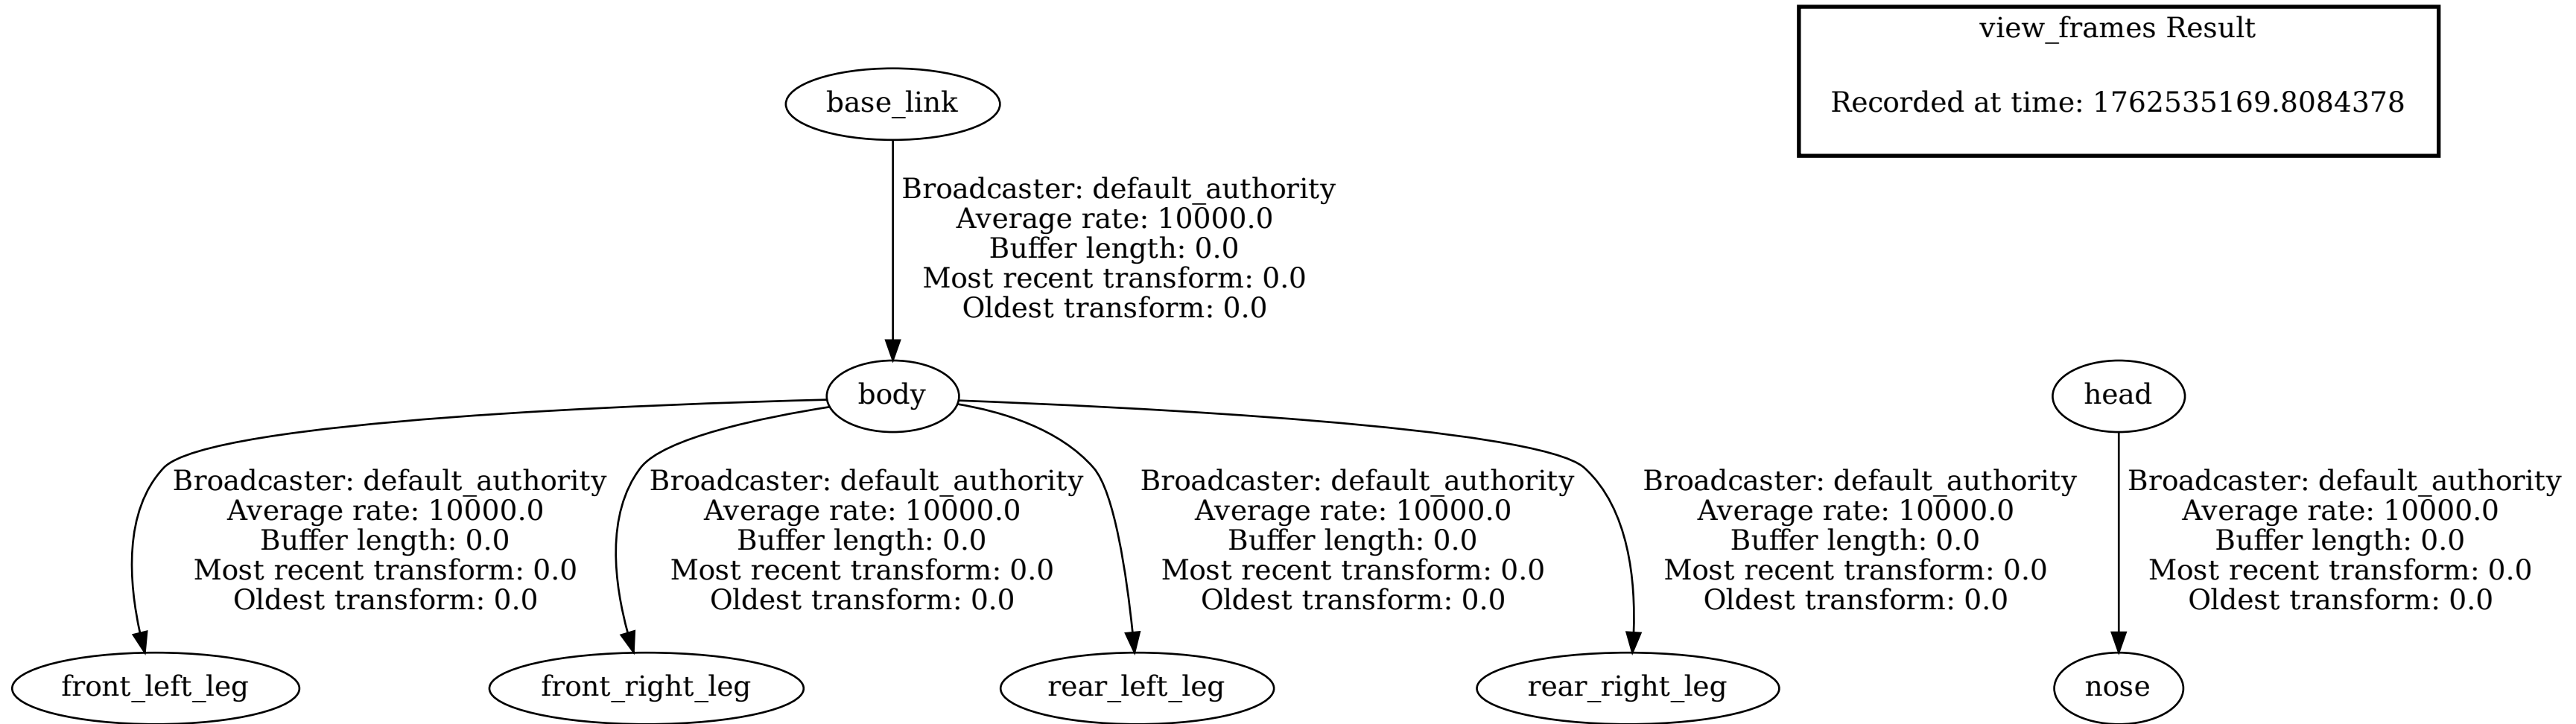 view_frames Result
Recorded at time: 1762535169.8084378
base_link
Broadcaster: default_authority
Average rate: 10000.0
Buffer length: 0.0
Most recent transform: 0.0
Oldest transform: 0.0
body
head
Broadcaster: default_authority
Average rate: 10000.0
Buffer length: 0.0
Most recent transform: 0.0
Oldest transform: 0.0
Broadcaster: default_authority
Average rate: 10000.0
Buffer length: 0.0
Most recent transform: 0.0
Oldest transform: 0.0
Broadcaster: default_authority
Average rate: 10000.0
Buffer length: 0.0
Most recent transform: 0.0
Oldest transform: 0.0
Broadcaster: default_authority
Average rate: 10000.0
Buffer length: 0.0
Most recent transform: 0.0
Oldest transform: 0.0
Broadcaster: default_authority
Average rate: 10000.0
Buffer length: 0.0
Most recent transform: 0.0
Oldest transform: 0.0
front_left_leg
front_right_leg
rear_left_leg
rear_right_leg
nose